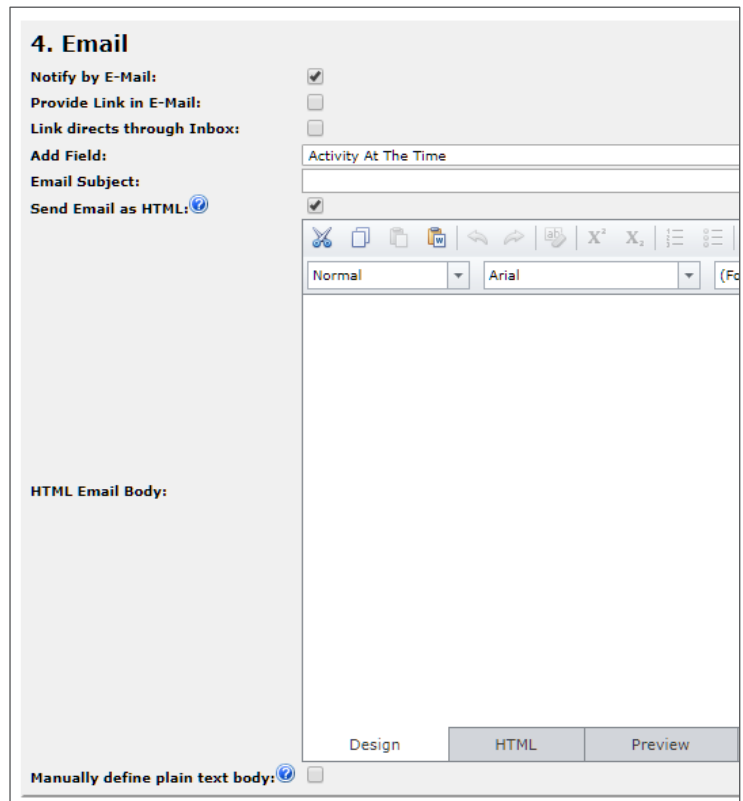 4. Email
Notify by E-Mail:
Provide Link in E-Mail:
Link directs through Inbox:
Add Field: Activity At The Time
Email Subject:
Send Email as HTML:
Normal Arial (Fo
HTML Email Body:
Design HTML Preview
Manually define plain text body: